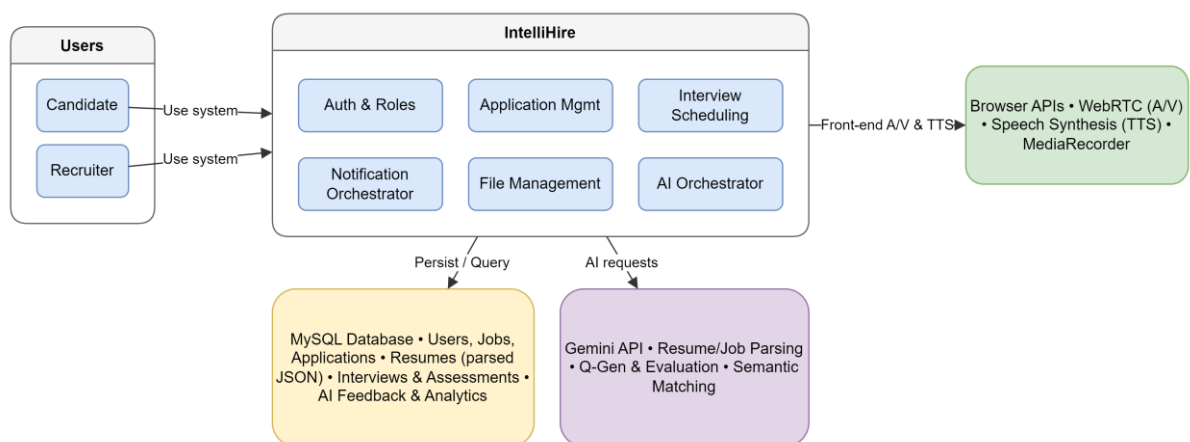 Users
Candidate
Recruiter
Use system
Use system
IntelliHire
Auth & Roles
Application Mgmt
Interview
Scheduling
Notification
Orchestrator
File Management
AI Orchestrator
Front-end A/V & TTS
Browser APIs • WebRTC (A/V)
• Speech Synthesis (TTS) •
MediaRecorder
Persist / Query
AI requests
MySQL Database • Users, Jobs,
Applications • Resumes (parsed
JSON) • Interviews & Assessments •
AI Feedback & Analytics
Gemini API • Resume/Job Parsing
• Q-Gen & Evaluation • Semantic
Matching